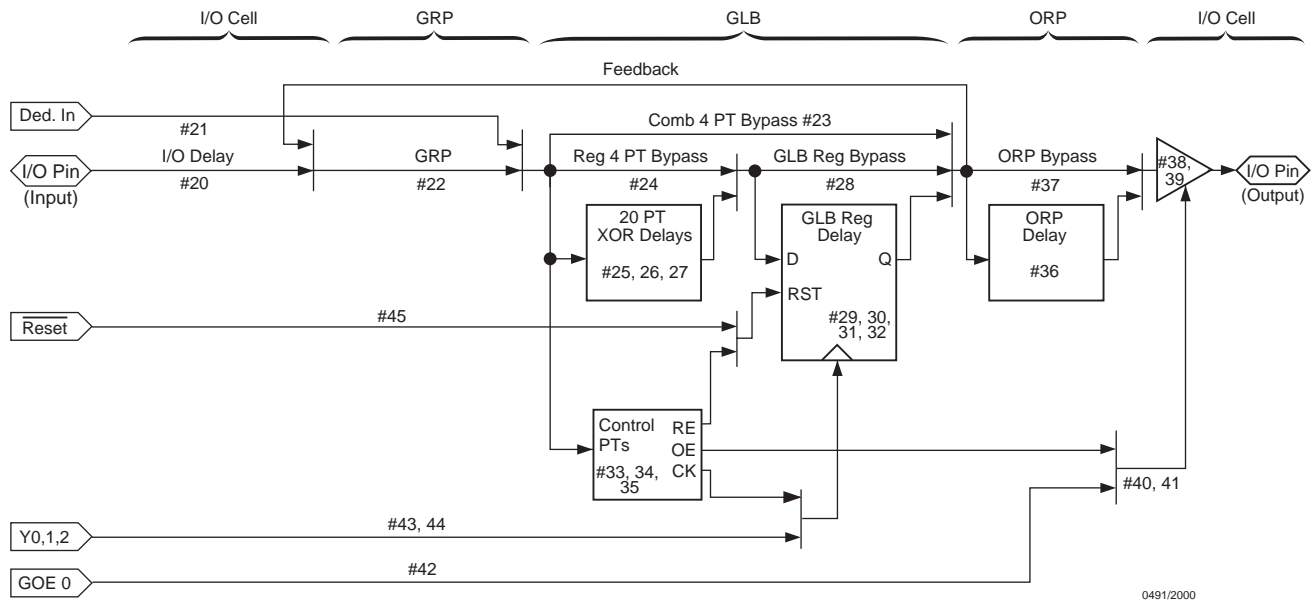 I/O Cell GRP GLB ORP I/O Cell
Feedback
Ded. In
#21
Comb 4 PT Bypass #23
I/O Pin
(Input)
I/O Delay
#20
GRP
#22
Reg 4 PT Bypass
#24
GLB Reg Bypass
#28
ORP Bypass
#37
#38,
39
I/O Pin
(Output)
20 PT
XOR Delays
#25, 26, 27
GLB Reg
Delay
D Q
RST
#29, 30,
31, 32
ORP
Delay
#36
Reset
#45
Control
PTs
RE
OE
CK
#33, 34,
35
#40, 41
Y0,1,2
#43, 44
GOE 0
#42
0491/2000